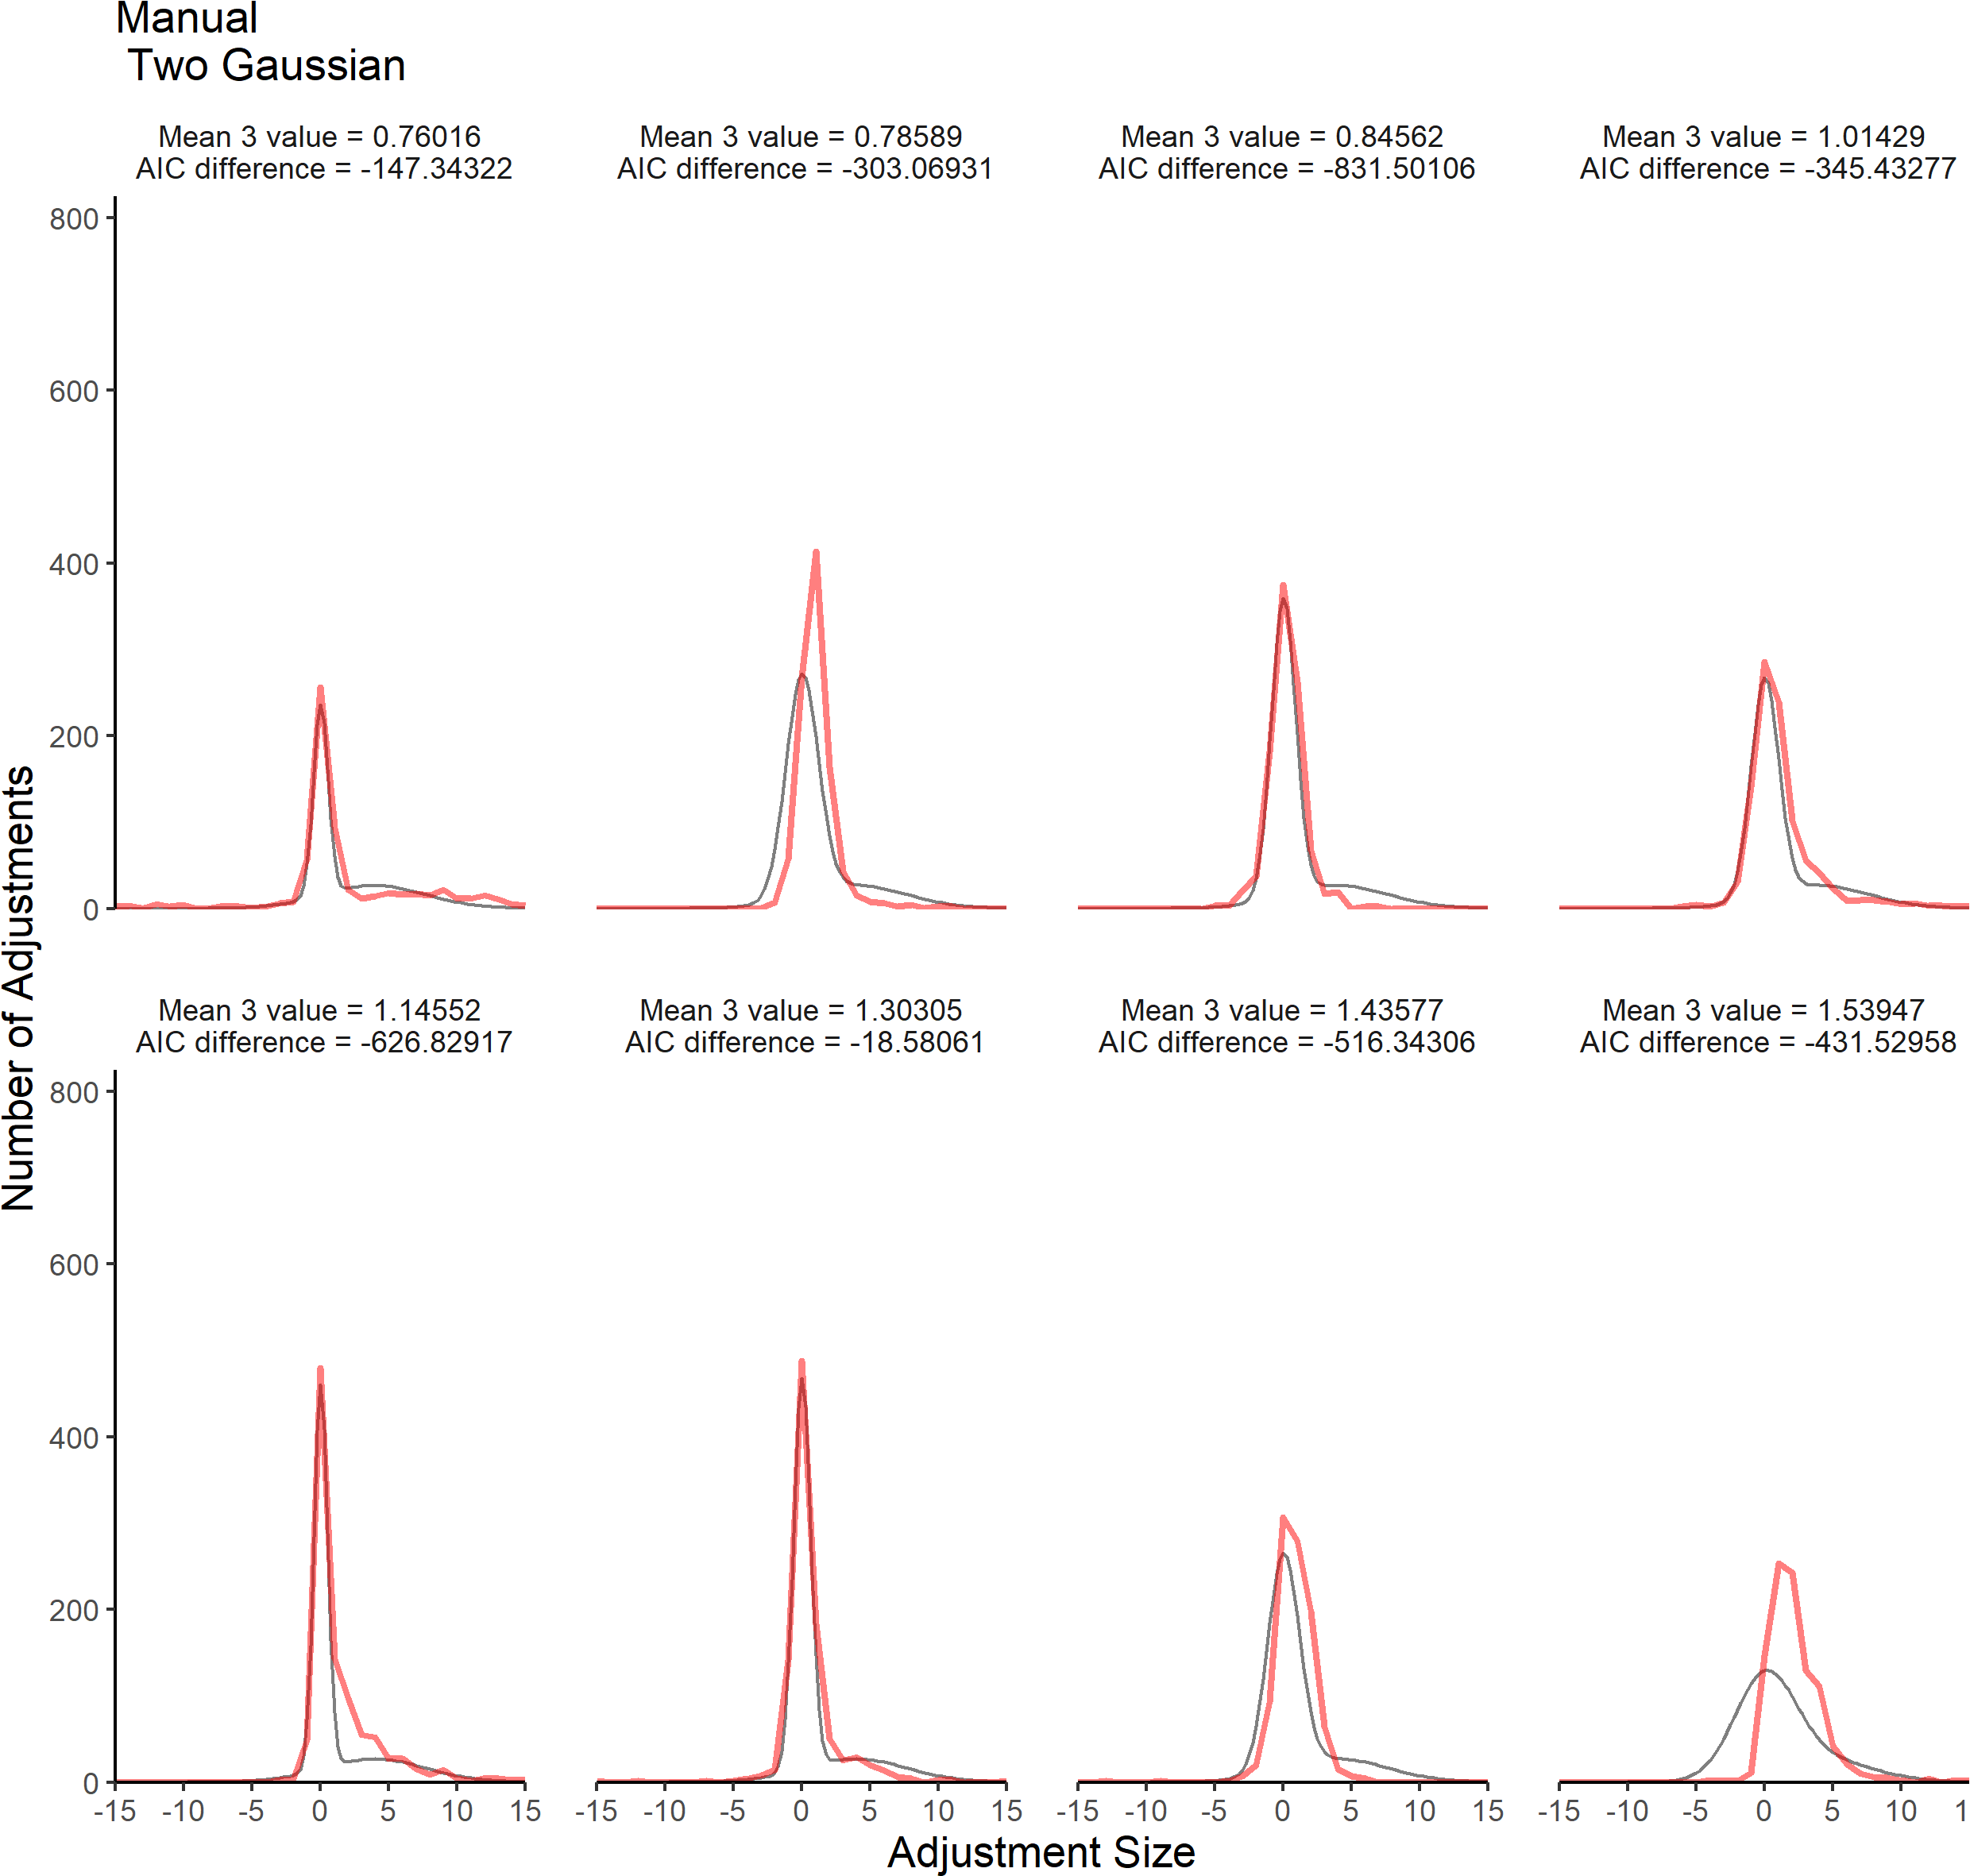 Manual
Two Gaussian
Mean 3 value = 0.76016
AIC difference = -147.34322
Mean 3 value = 0.78589
AIC difference = -303.06931
Mean 3 value = 0.84562
AIC difference = -831.50106
Mean 3 value = 1.01429
AIC difference = -345.43277
800
600
400
200
0
Number of Adjustments
Mean 3 value = 1.14552
AIC difference = -626.82917
Mean 3 value = 1.30305
AIC difference = -18.58061
Mean 3 value = 1.43577
AIC difference = -516.34306
Mean 3 value = 1.53947
AIC difference = -431.52958
800
600
400
200
0
-15 -10 -5 0 5 10 15
-15 -10 -5 0 5 10 15
-15 -10 -5 0 5 10 15
-15 -10 -5 0 5 10 1
Adjustment Size